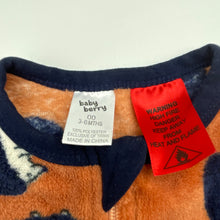 baby
berry
00
3-6MTHS
100% POLYESTER
EXCLUSIVE OF TRIMS
MADE IN CHINA
WARNING
HIGH FIRE
DANGER
KEEP AWAY
FROM
HEAT AND FLAME